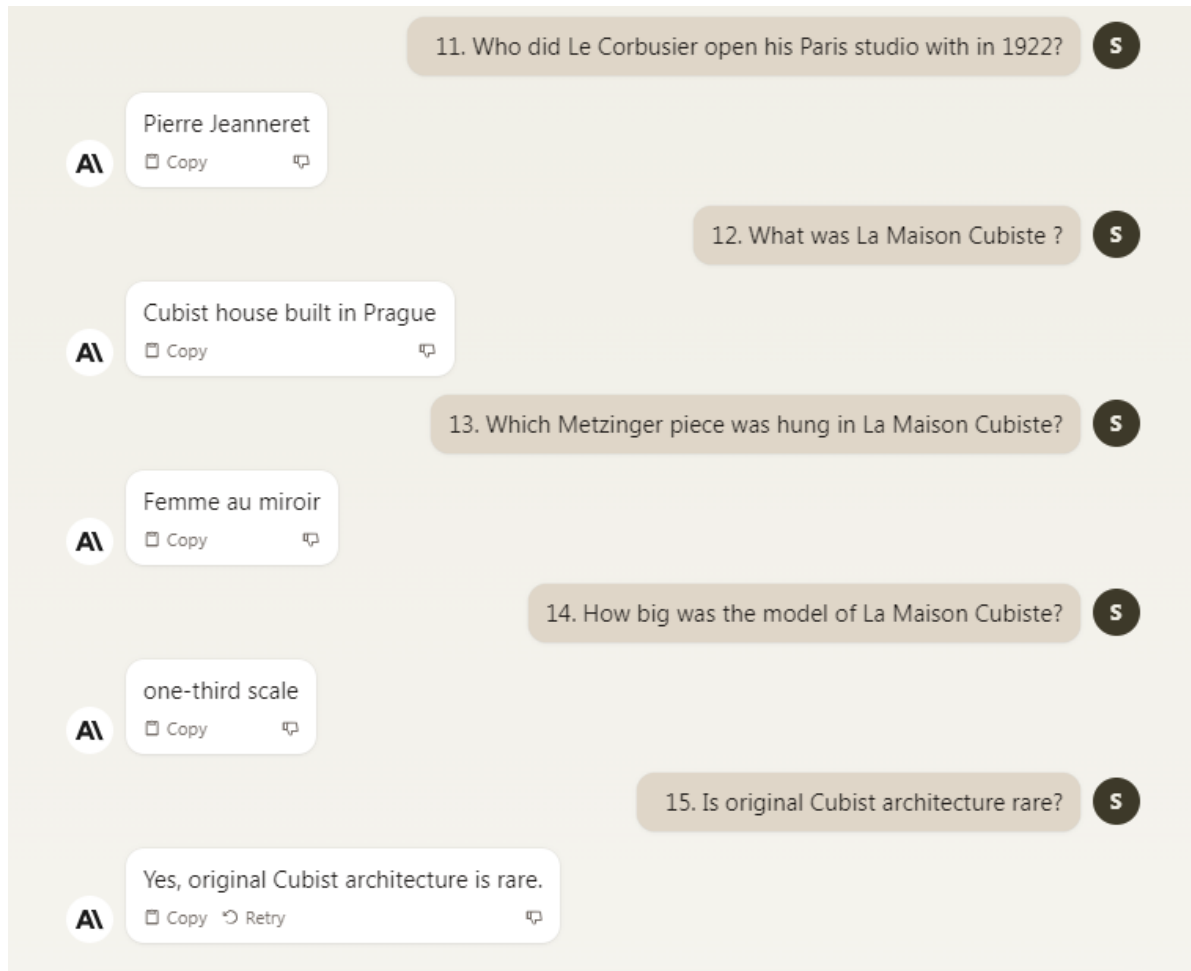 11. Who did Le Corbusier open his Paris studio with in 1922?
S
Pierre Jeanneret
A\
Copy
12. What was La Maison Cubiste ?
S
Cubist house built in Prague
A\
Copy
13. Which Metzinger piece was hung in La Maison Cubiste?
S
Femme au miroir
A\
Copy
14. How big was the model of La Maison Cubiste?
S
one-third scale
A\
Copy
15. Is original Cubist architecture rare?
S
Yes, original Cubist architecture is rare.
A\
Copy Retry